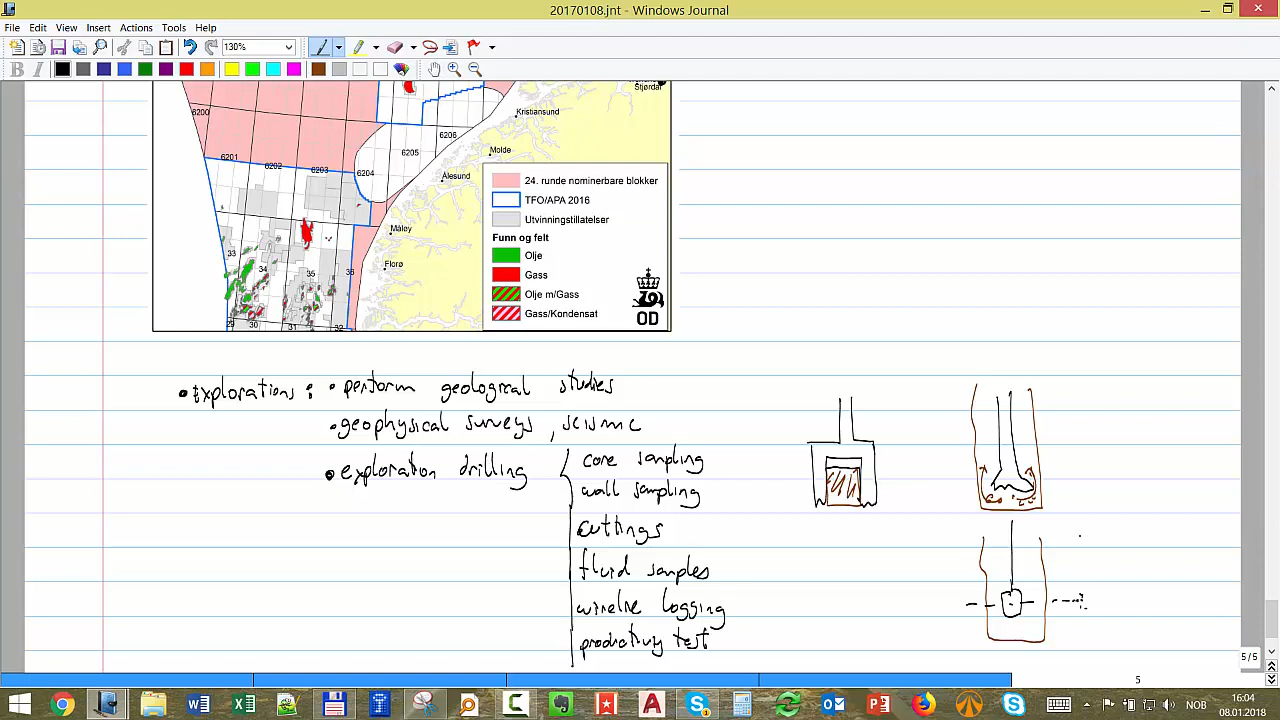 20170108.jnt - Windows Journal
File Edit View Insert Actions Tools Help
130%
B I
Stjørdal
6200
Kristiansund
6206
6205
Molde
6201
6202
6203
6204
Ålesund
24. runde nominerbare blokker
TFO/APA 2016
Utvinningstillatelser
Måløy
Funn og felt
33
Olje
Florø
34
35
36
Gass
Olje m/Gass
Gass/Kondensat
29 30 31 32
OD
• Explorations: • perform geological studies
• geophysical surveys, seismic
• exploration drilling
core sampling
wall sampling
cuttings
fluid samples
wireline logging
productivity test
5/5
5
16:04
NOB
08.01.2018